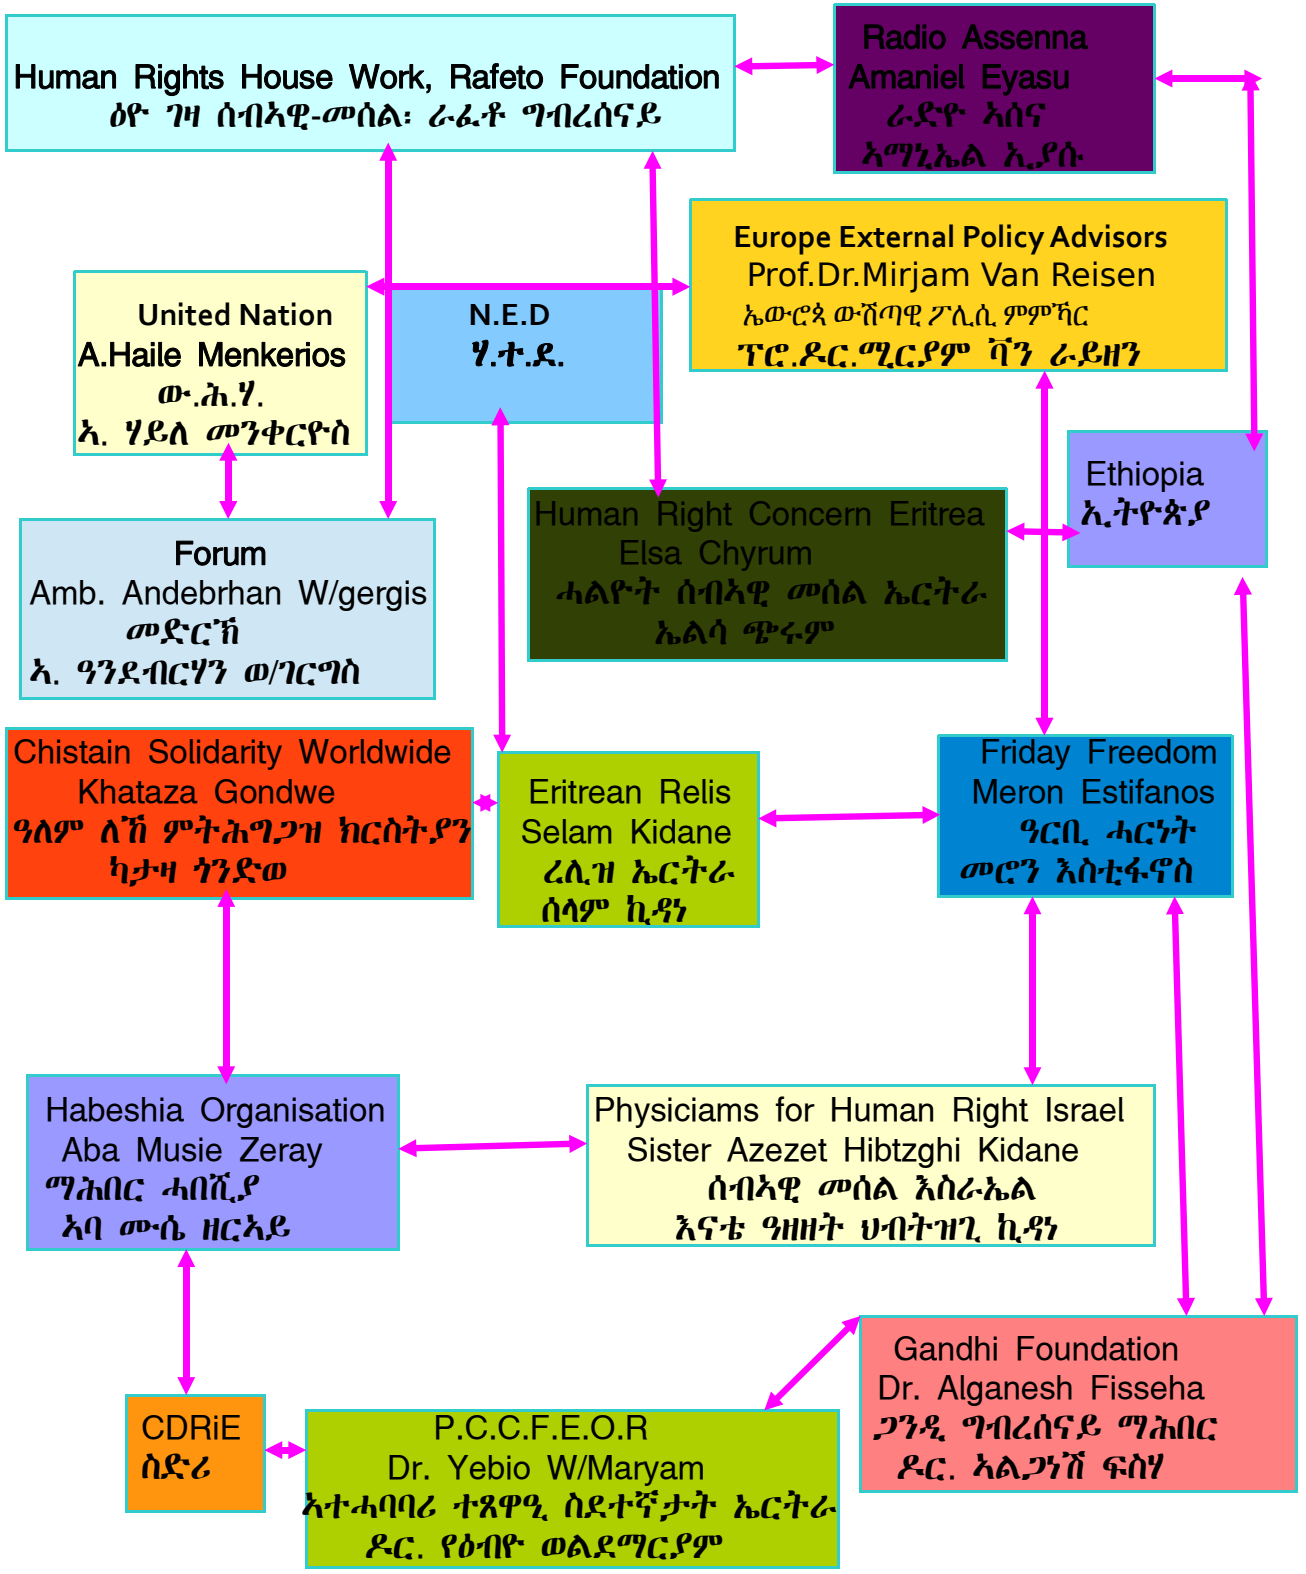 Human Rights House Work, Rafeto Foundation
ዕዮ ገዛ ሰብኣዊ-መሰል፡ ራፈቶ ግብረሰናይ
Radio Assenna
Amaniel Eyasu
ራድዮ ኣሰና
ኣማኒኤል ኢያሱ
Europe External Policy Advisors
Prof.Dr.Mirjam Van Reisen
ኤውሮጳ ውሽጣዊ ፖሊሲ ምምኻር
ፕሮ.ዶር.ሚርያም ቫን ራይዘን
United Nation
A.Haile Menkerios
ው.ሕ.ሃ.
ኣ. ሃይለ መንቀርዮስ
N.E.D
ሃ.ተ.ደ.
Ethiopia
ኢትዮጵያ
Human Right Concern Eritrea
Elsa Chyrum
ሓልዮት ሰብኣዊ መሰል ኤርትራ
ኤልሳ ጭሩም
Forum
Amb. Andebrhan W/gergis
መድርኽ
ኣ. ዓንደብርሃን ወ/ገርግስ
Chistain Solidarity Worldwide
Khataza Gondwe
ዓለም ለኸ ምትሕግጋዝ ክርስትያን
ካታዛ ጎንድወ
Eritrean Relis
Selam Kidane
ረሊዝ ኤርትራ
ሰላም ኪዳነ
Friday Freedom
Meron Estifanos
ዓርቢ ሓርነት
መሮን እስቲፋኖስ
Habeshia Organisation
Aba Musie Zeray
ማሕበር ሓበሺያ
ኣባ ሙሴ ዘርኣይ
Physiciams for Human Right Israel
Sister Azezet Hibtzghi Kidane
ሰብኣዊ መሰል እስራኤል
እናቴ ዓዘዘት ህብትዝጊ ኪዳነ
Gandhi Foundation
Dr. Alganesh Fisseha
ጋንዲ ግብረሰናይ ማሕበር
ዶር. ኣልጋነሽ ፍስሃ
CDRiE
ስድሪ
P.C.C.F.E.O.R
Dr. Yebio W/Maryam
ኣተሓባባሪ ተጸዋዒ ስደተኛታት ኤርትራ
ዶር. የዕብዮ ወልደማርያም